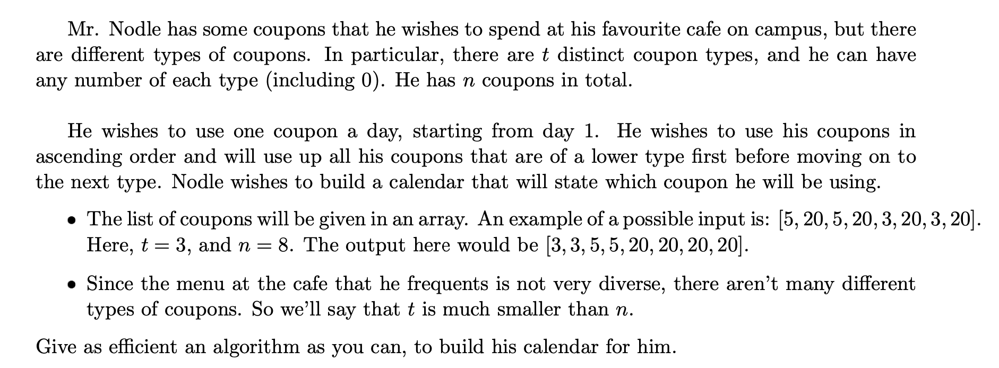 Mr. Nodle has some coupons that he wishes to spend at his favourite cafe on campus, but there
are different types of coupons. In particular, there are t distinct coupon types, and he can have
any number of each type (including 0). He has n coupons in total.
He wishes to use one coupon a day, starting from day 1. He wishes to use his coupons in
ascending order and will use up all his coupons that are of a lower type first before moving on to
the next type. Nodle wishes to build a calendar that will state which coupon he will be using.
• The list of coupons will be given in an array. An example of a possible input is: [5, 20, 5, 20, 3, 20, 3, 20].
Here, t = 3, and n = 8. The output here would be [3, 3, 5, 5, 20, 20, 20, 20].
• Since the menu at the cafe that he frequents is not very diverse, there aren't many different
types of coupons. So we'll say that t is much smaller than n.
Give as efficient an algorithm as you can, to build his calendar for him.